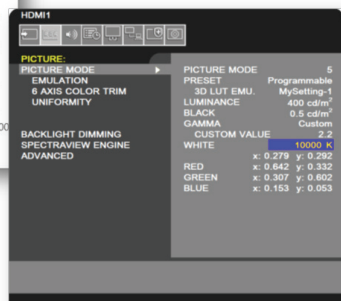 HDMI1
PICTURE:
PICTURE MODE
EMULATION
6 AXIS COLOR TRIM
UNIFORMITY
BACKLIGHT DIMMING
SPECTRAVIEW ENGINE
ADVANCED
PICTURE MODE 5
PRESET Programmable
3D LUT EMU. MySetting-1
LUMINANCE 400 cd/m²
BLACK 0.5 cd/m²
GAMMA Custom
CUSTOM VALUE 2.2
WHITE 10000 K
x: 0.279 y: 0.292
RED x: 0.642 y: 0.332
GREEN x: 0.307 y: 0.602
BLUE x: 0.153 y: 0.053